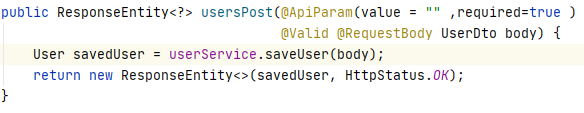 public ResponseEntity<?> usersPost(@ApiParam(value = "" ,required=true )
@Valid @RequestBody UserDto body) {
User savedUser = userService.saveUser(body);
return new ResponseEntity<>(savedUser, HttpStatus.OK);
}